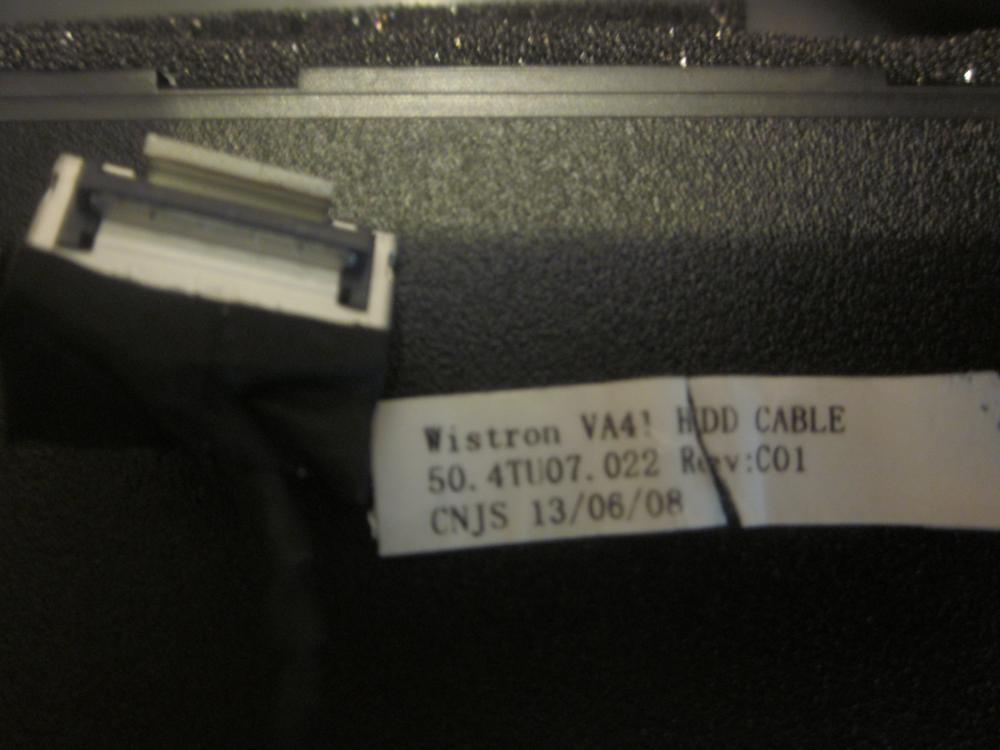 Wistron VA41 HDD CABLE
50.4TU07.022 Rev:C01
CNJS 13/06/08